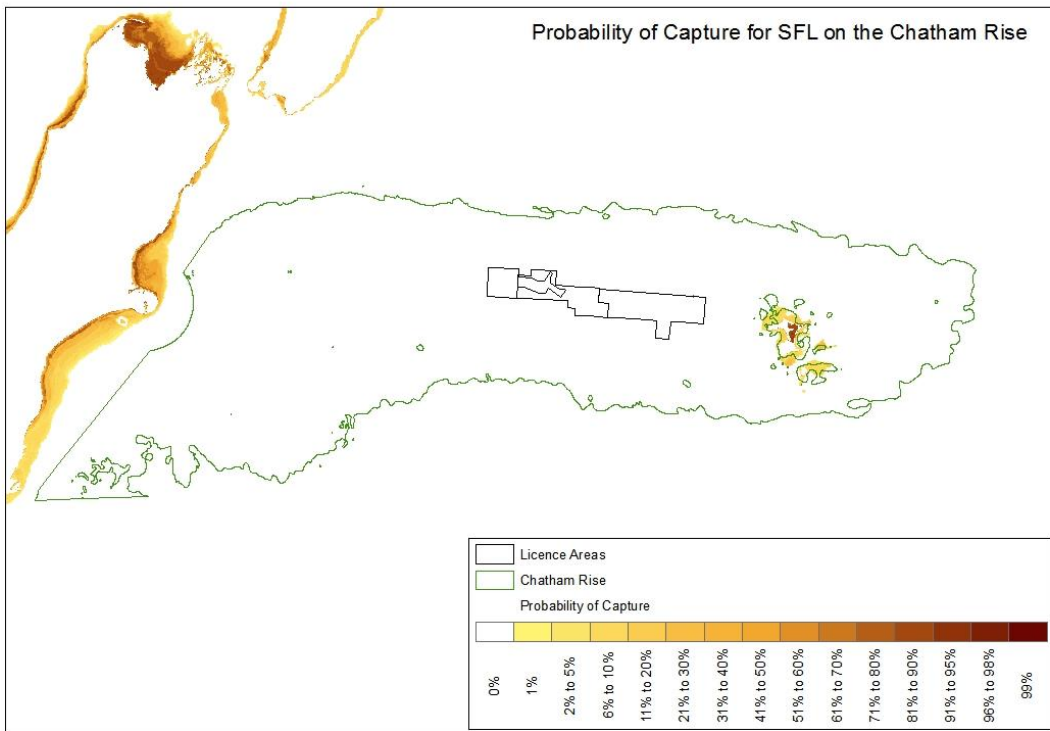 Probability of Capture for SFL on the Chatham Rise
Licence Areas
Chatham Rise
Probability of Capture
0%
1%
2% to 5%
6% to 10%
11% to 20%
21% to 30%
31% to 40%
41% to 50%
51% to 60%
61% to 70%
71% to 80%
81% to 90%
91% to 95%
96% to 98%
99%